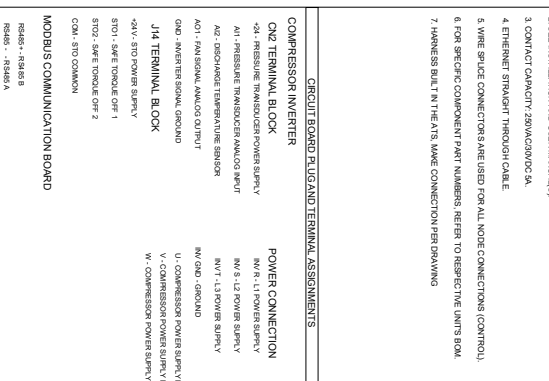 3. CONTACT CAPACITY: 250VAC/30VDC 5A.
4. ETHERNET STRAIGHT THROUGH CABLE.
5. WIRE SPLICE CONNECTORS ARE USED FOR ALL NODE CONNECTIONS (CONTROL).
6. FOR SPECIFIC COMPONENT PART NUMBERS, REFER TO RESPECTIVE UNIT'S BOM.
7. HARNESS BUILT IN THE ATS. MAKE CONNECTION PER DRAWING
CIRCUIT BOARD PLUG AND TERMINAL ASSIGNMENTS
COMPRESSOR INVERTER
CN2 TERMINAL BLOCK
+24 - PRESSURE TRANSDUCER POWER SUPPLY
AI1 - PRESSURE TRANSDUCER ANALOG INPUT
AI2 - DISCHARGE TEMPERATURE SENSOR
AO1 - FAN SIGNAL ANALOG OUTPUT
GND - INVERTER SIGNAL GROUND
J14 TERMINAL BLOCK
+24V - STO POWER SUPPLY
STO1 - SAFE TORQUE OFF 1
STO2 - SAFE TORQUE OFF 2
COM - STO COMMON
MODBUS COMMUNICATION BOARD
RS485+ - RS485 B
RS485 - - RS485 A
POWER CONNECTION
INV R - L1 POWER SUPPLY
INV S - L2 POWER SUPPLY
INV T - L3 POWER SUPPLY
INV GND - GROUND
U - COMPRESSOR POWER SUPPLY
V - COMPRESSOR POWER SUPPLY
W - COMPRESSOR POWER SUPPLY